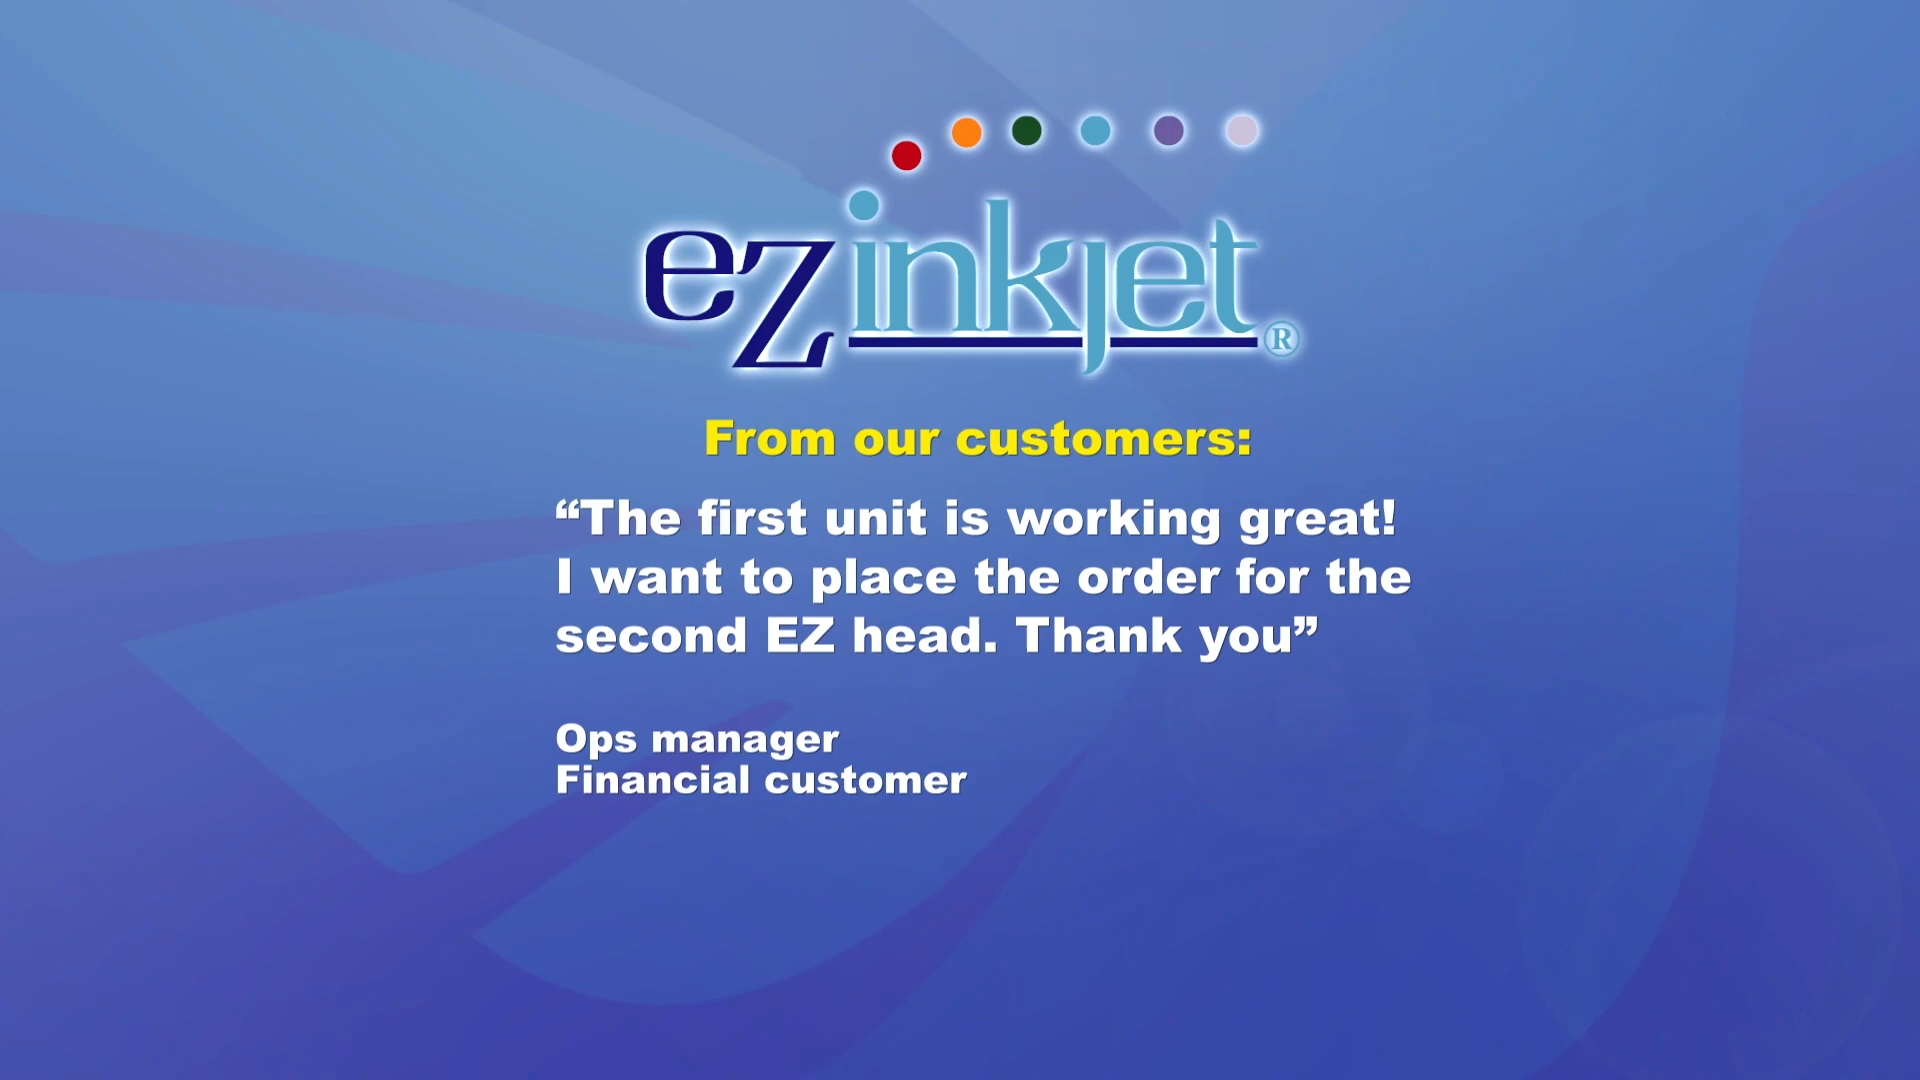 ezinkjet®
From our customers:
“The first unit is working great!
I want to place the order for the
second EZ head. Thank you”
Ops manager
Financial customer